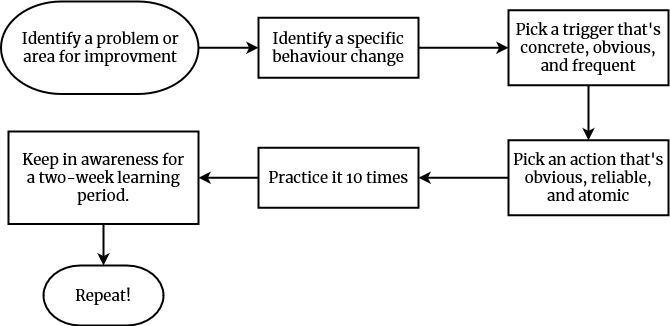 Identify a problem or
area for improvment
Identify a specific
behaviour change
Pick a trigger that's
concrete, obvious,
and frequent
Pick an action that's
obvious, reliable,
and atomic
Practice it 10 times
Keep in awareness for
a two-week learning
period.
Repeat!